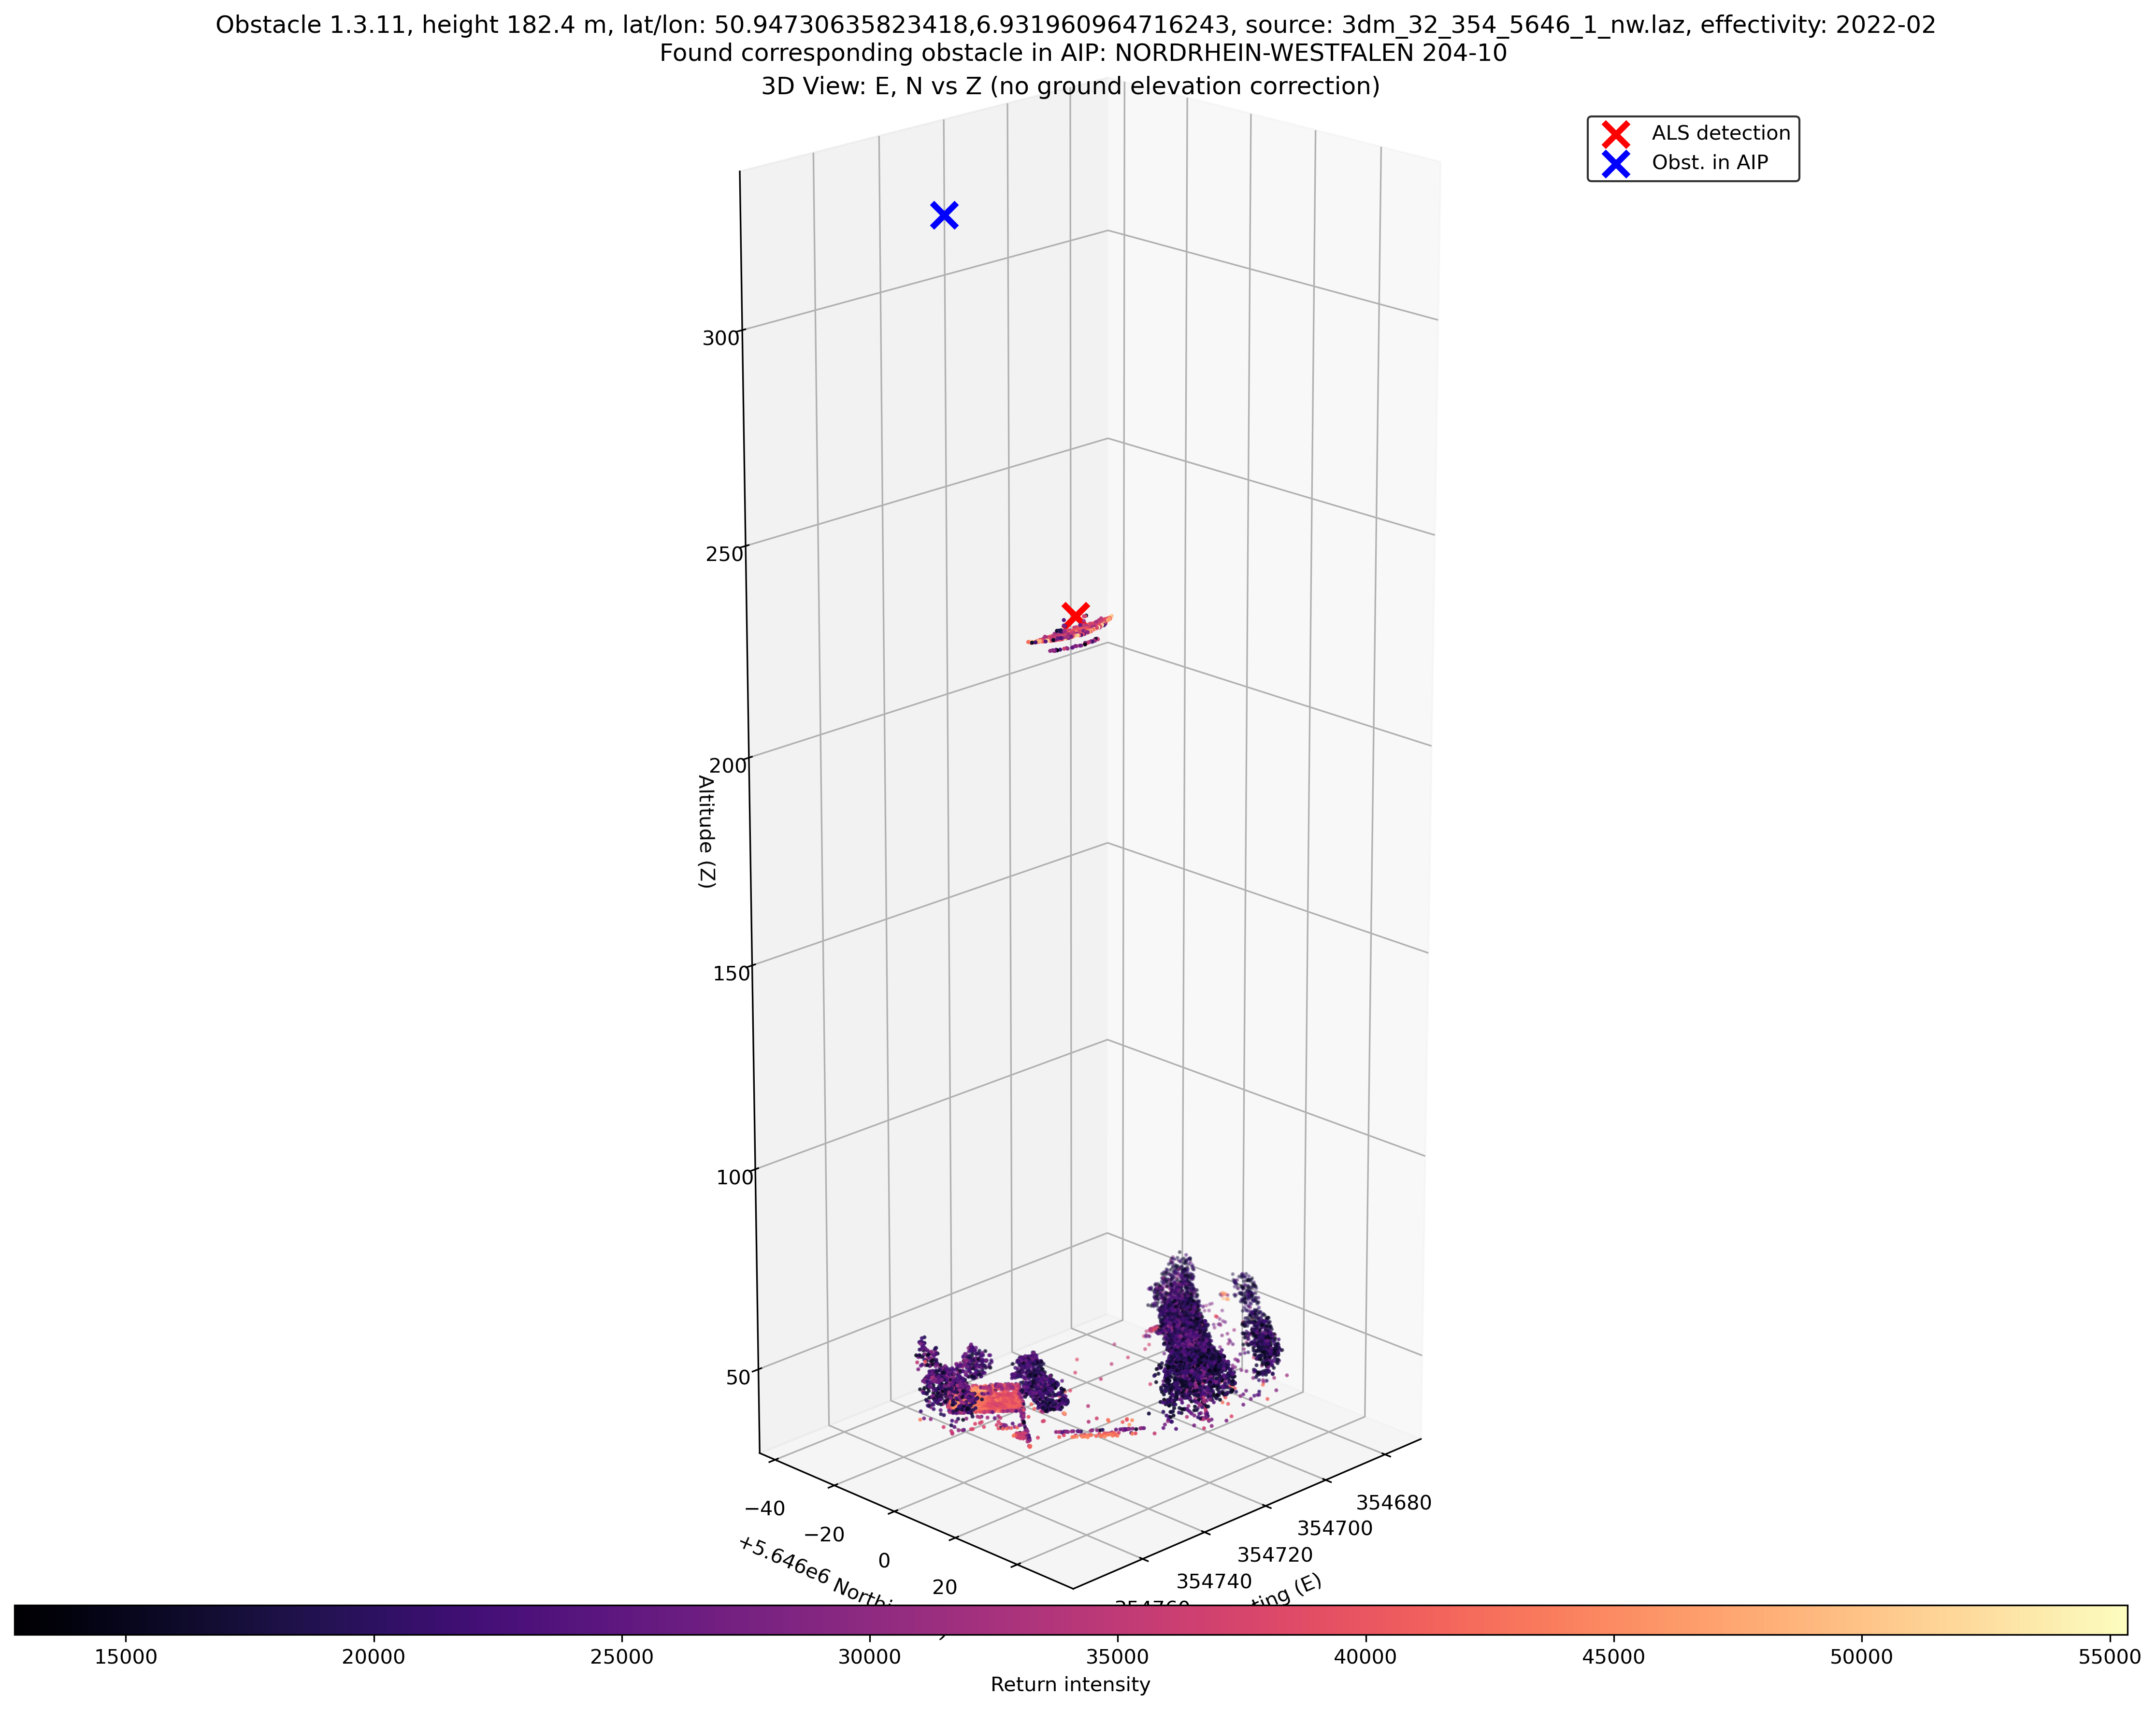 Obstacle 1.3.11, height 182.4 m, lat/lon: 50.94730635823418,6.931960964716243, source: 3dm_32_354_5646_1_nw.laz, effectivity: 2022-02
Found corresponding obstacle in AIP: NORDRHEIN-WESTFALEN 204-10
3D View: E, N vs Z (no ground elevation correction)
ALS detection
Obst. in AIP
300
250
200
150
100
50
Altitude (Z)
−40
−20
0
20
+5.646e6
354680
354700
354720
354740
(E)
15000
20000
25000
30000
35000
40000
45000
50000
55000
Return intensity